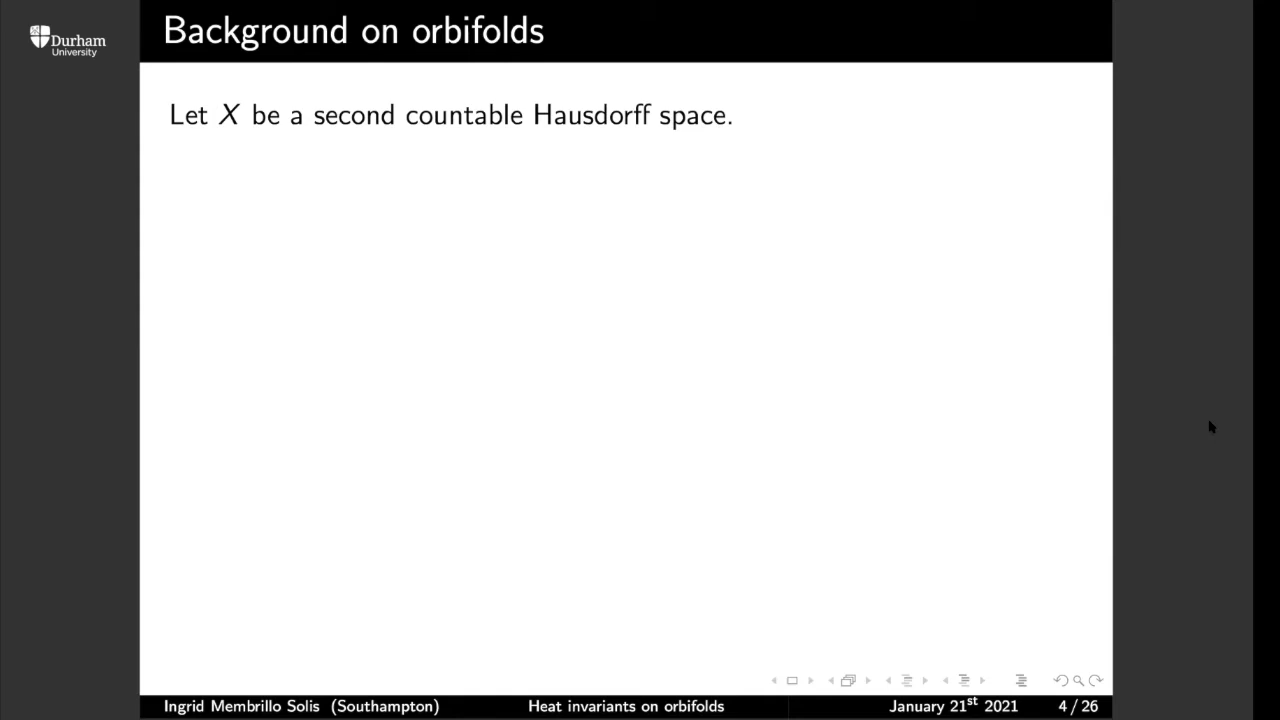 Durham
University
Background on orbifolds
Let X be a second countable Hausdorff space.
Ingrid Membrillo Solis (Southampton) Heat invariants on orbifolds January 21st 2021 4 / 26